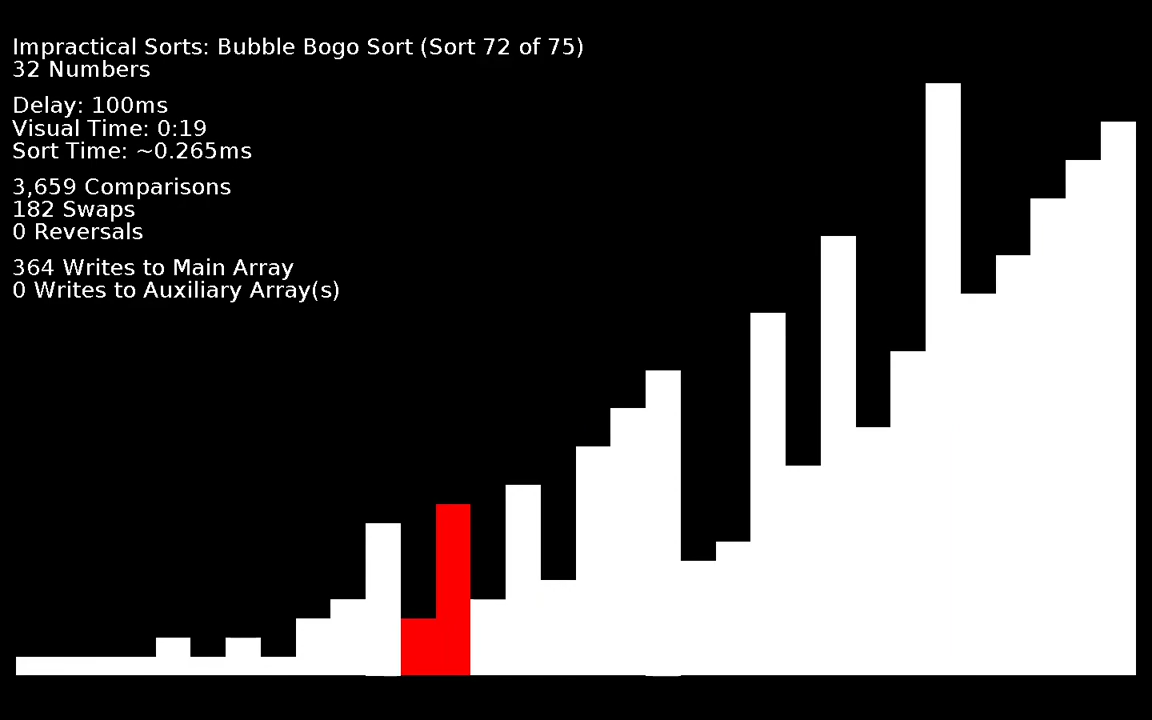 Impractical Sorts: Bubble Bogo Sort (Sort 72 of 75)
32 Numbers
Delay: 100ms
Visual Time: 0:19
Sort Time: ~0.265ms
3,659 Comparisons
182 Swaps
0 Reversals
364 Writes to Main Array
0 Writes to Auxiliary Array(s)